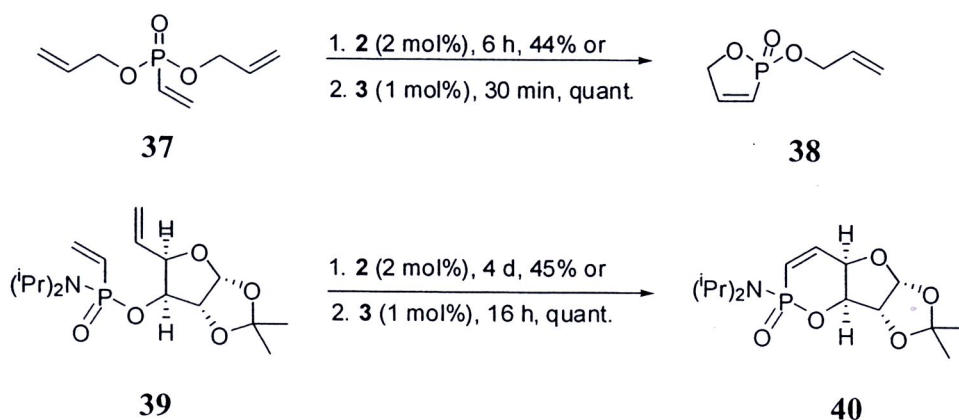 1. 2 (2 mol%), 6 h, 44% or
2. 3 (1 mol%), 30 min, quant.
O
O P O
O O P O
37
38
H
O
(iPr)2N P O
O O
H
O
1. 2 (2 mol%), 4 d, 45% or
2. 3 (1 mol%), 16 h, quant.
H
O
(iPr)2N P O
O O
H
O
39
40